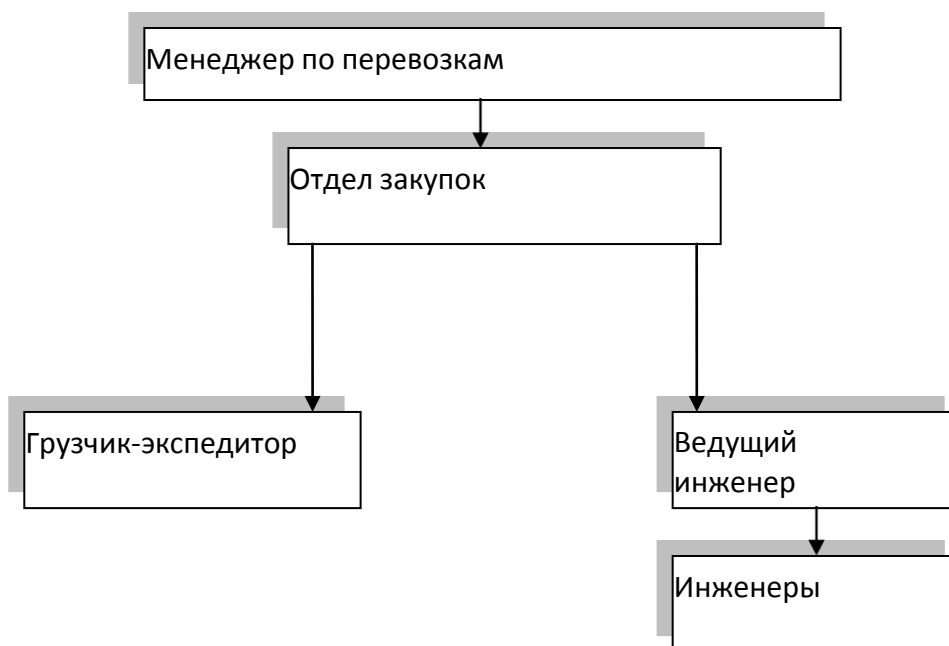 Менеджер по перевозкам
Отдел закупок
Грузчик-экспедитор
Ведущий
инженер
Инженеры